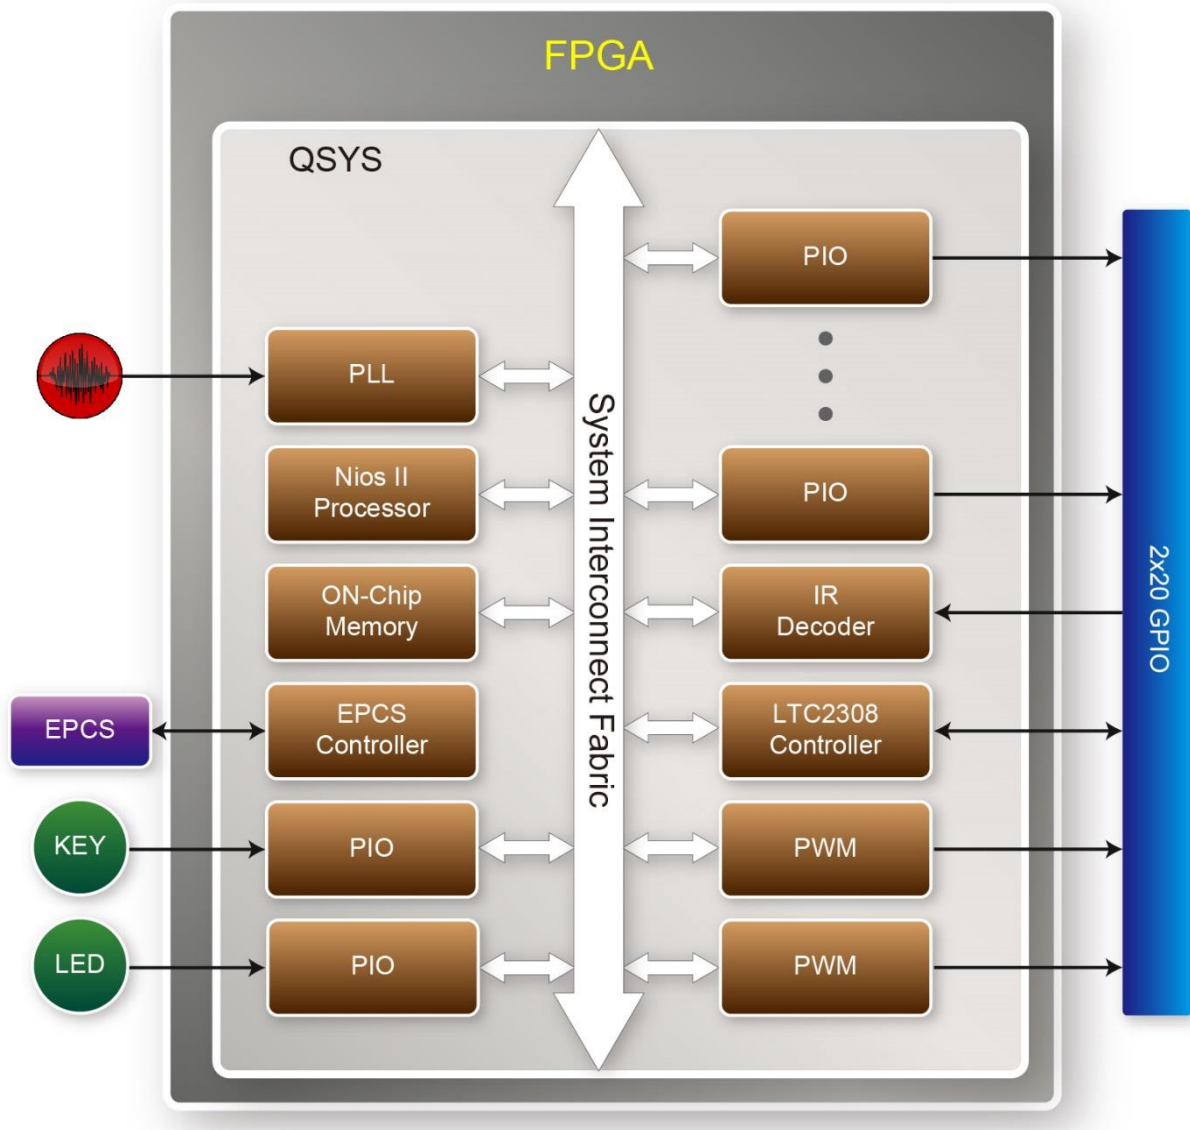 FPGA
QSYS
PIO
PLL
Nios II
Processor
PIO
ON-Chip
Memory
IR
Decoder
EPCS
EPCS
Controller
LTC2308
Controller
KEY
PIO
PWM
LED
PIO
PWM
System Interconnect Fabric
2x20 GPIO